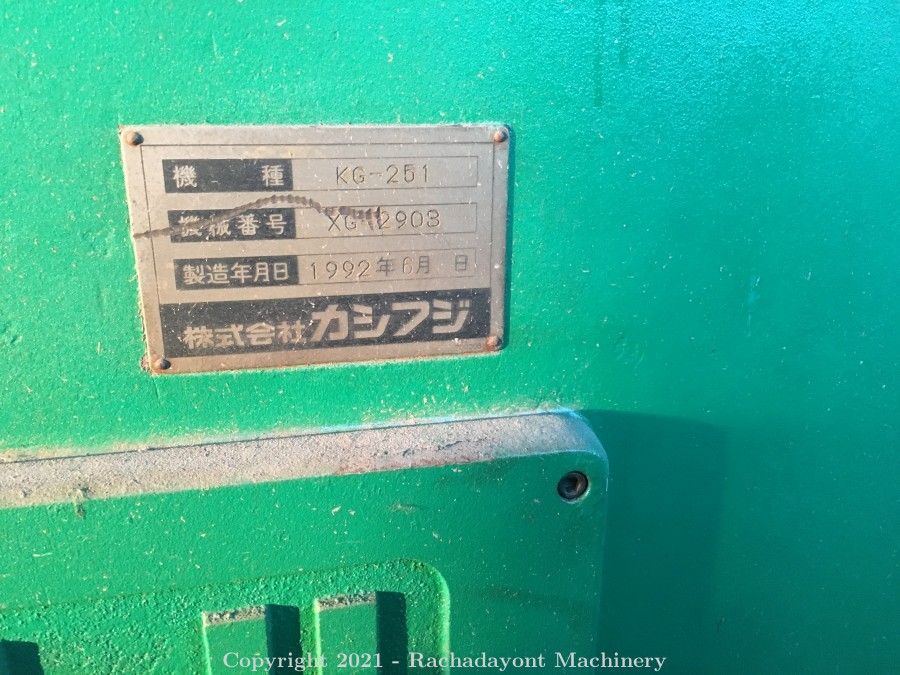 機種 KG-251
機械番号 XG-2903
製造年月日 1992年6月 日
株式会社カシフジ
Copyright 2021 - Rachadayont Machinery